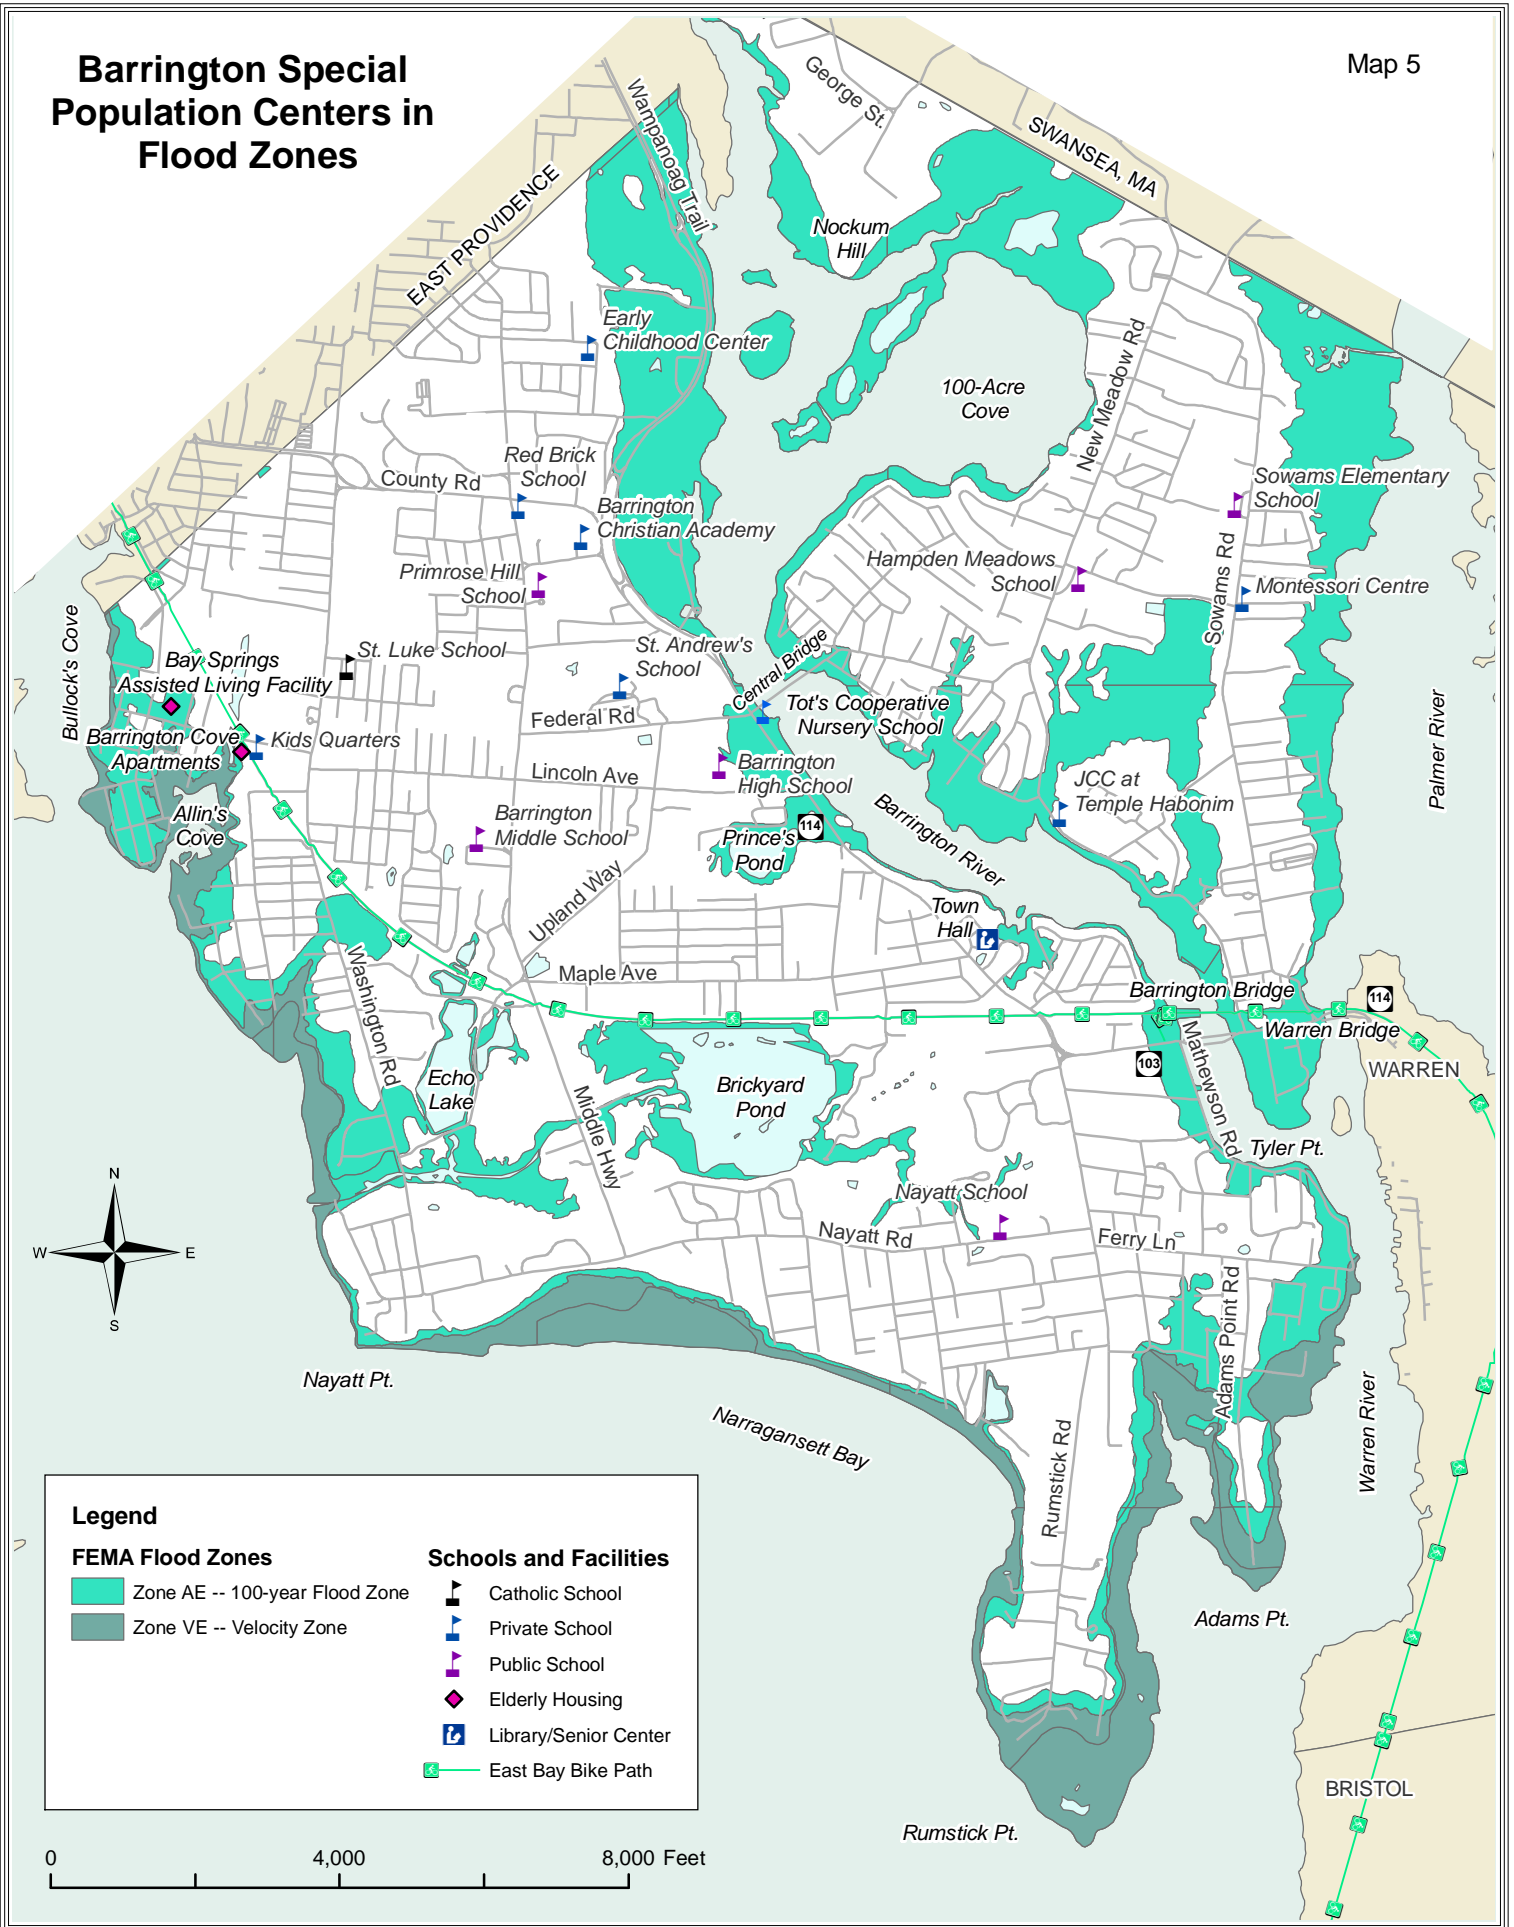 Barrington Special
Population Centers in
Flood Zones
Map 5
George St.
Wampanoag Trail
SWANSEA, MA
EAST PROVIDENCE
Nockum
Hill
Early
Childhood Center
100-Acre
Cove
New Meadow Rd
Red Brick
School
County Rd
Barrington
Christian Academy
Sowams Elementary
School
Primrose Hill
School
Hampden Meadows
School
Sowams Rd
Montessori Centre
Bullock's Cove
St. Luke School
St. Andrew's
School
Central Bridge
Bay Springs
Assisted Living Facility
Palmer River
Federal Rd
Tot's Cooperative
Nursery School
Barrington Cove
Apartments
Kids Quarters
Lincoln Ave
Barrington
High School
JCC at
Temple Habonim
Allin's
Cove
Barrington
Middle School
114
Prince's
Pond
Barrington River
Upland Way
Town
Hall
Washington Rd
Maple Ave
Barrington Bridge
114
Warren Bridge
Mathewson Rd
103
WARREN
Echo
Lake
Brickyard
Pond
Middle Hwy
Tyler Pt.
Nayatt School
Nayatt Rd
Ferry Ln
N
W
E
S
Adams Point Rd
Nayatt Pt.
Narragansett Bay
Rumstick Rd
Warren River
Adams Pt.
Rumstick Pt.
BRISTOL
Legend
FEMA Flood Zones
Zone AE -- 100-year Flood Zone
Zone VE -- Velocity Zone
Schools and Facilities
Catholic School
Private School
Public School
Elderly Housing
Library/Senior Center
East Bay Bike Path
0
4,000
8,000 Feet